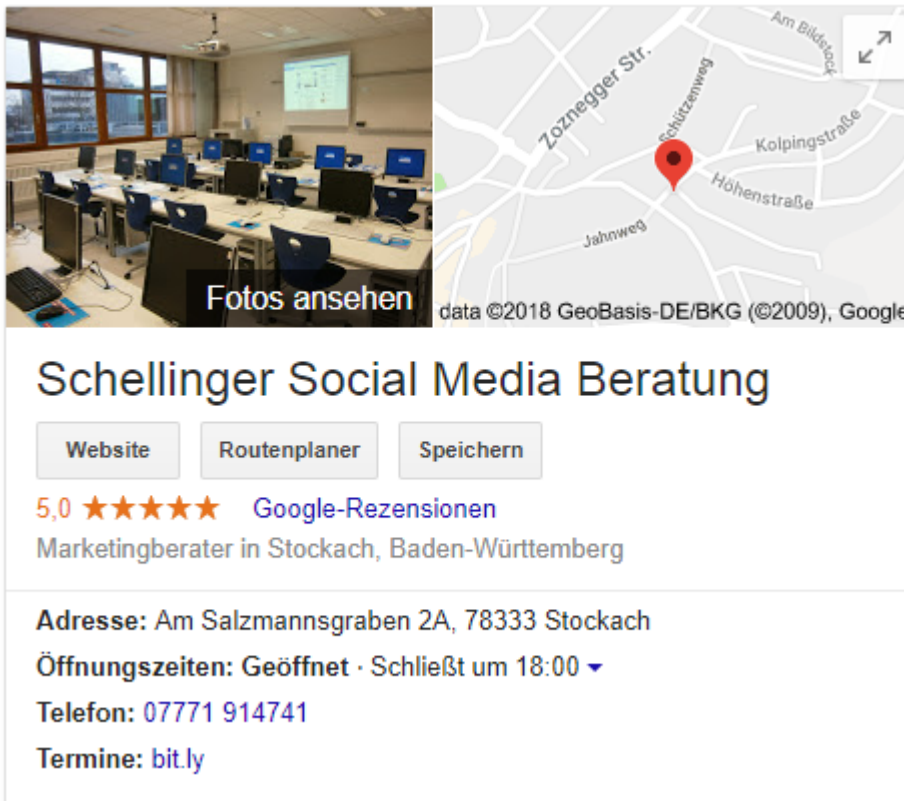 Fotos ansehen
Am Bildstock
Zoznegger Str.
Schützenweg
Kolpingstraße
Höhenstraße
Jahnweg
data ©2018 GeoBasis-DE/BKG (©2009), Google
Schellinger Social Media Beratung
Website Routenplaner Speichern
5,0 Google-Rezensionen
Marketingberater in Stockach, Baden-Württemberg
Adresse: Am Salzmannsgraben 2A, 78333 Stockach
Öffnungszeiten: Geöffnet · Schließt um 18:00
Telefon: 07771 914741
Termine: bit.ly